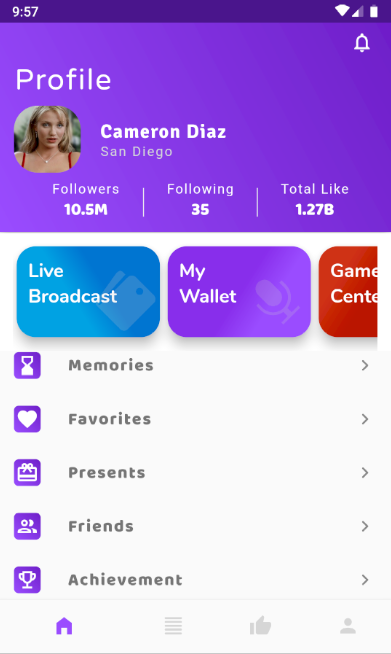 9:57
Profile
Cameron Diaz
San Diego
Followers Following Total Like
10.5M 35 1.27B
Live My Game
Broadcast Wallet Cente
Memories
Favorites
Presents
Friends
Achievement